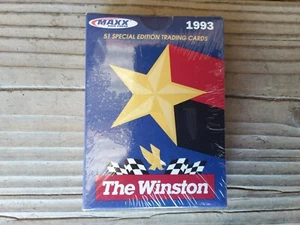 MAXX
1993
51 SPECIAL EDITION TRADING CARDS
The Winston